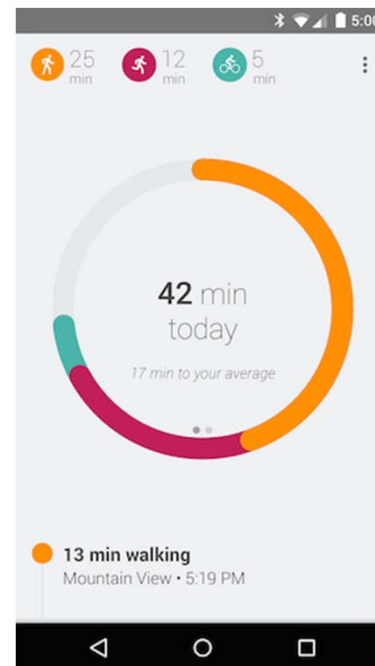 5:00
25
min
12
min
5
min
42 min
today
17 min to your average
13 min walking
Mountain View • 5:19 PM